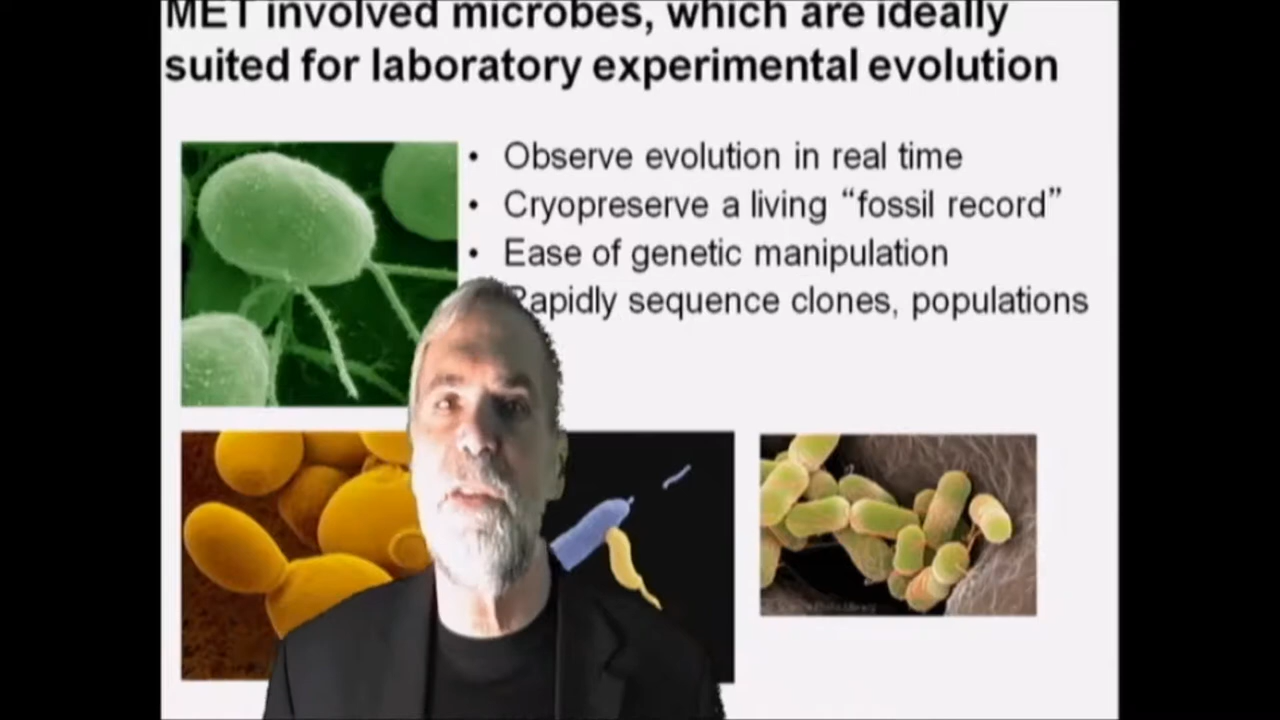 MET involved microbes, which are ideally
suited for laboratory experimental evolution
• Observe evolution in real time
• Cryopreserve a living “fossil record”
• Ease of genetic manipulation
Rapidly sequence clones, populations